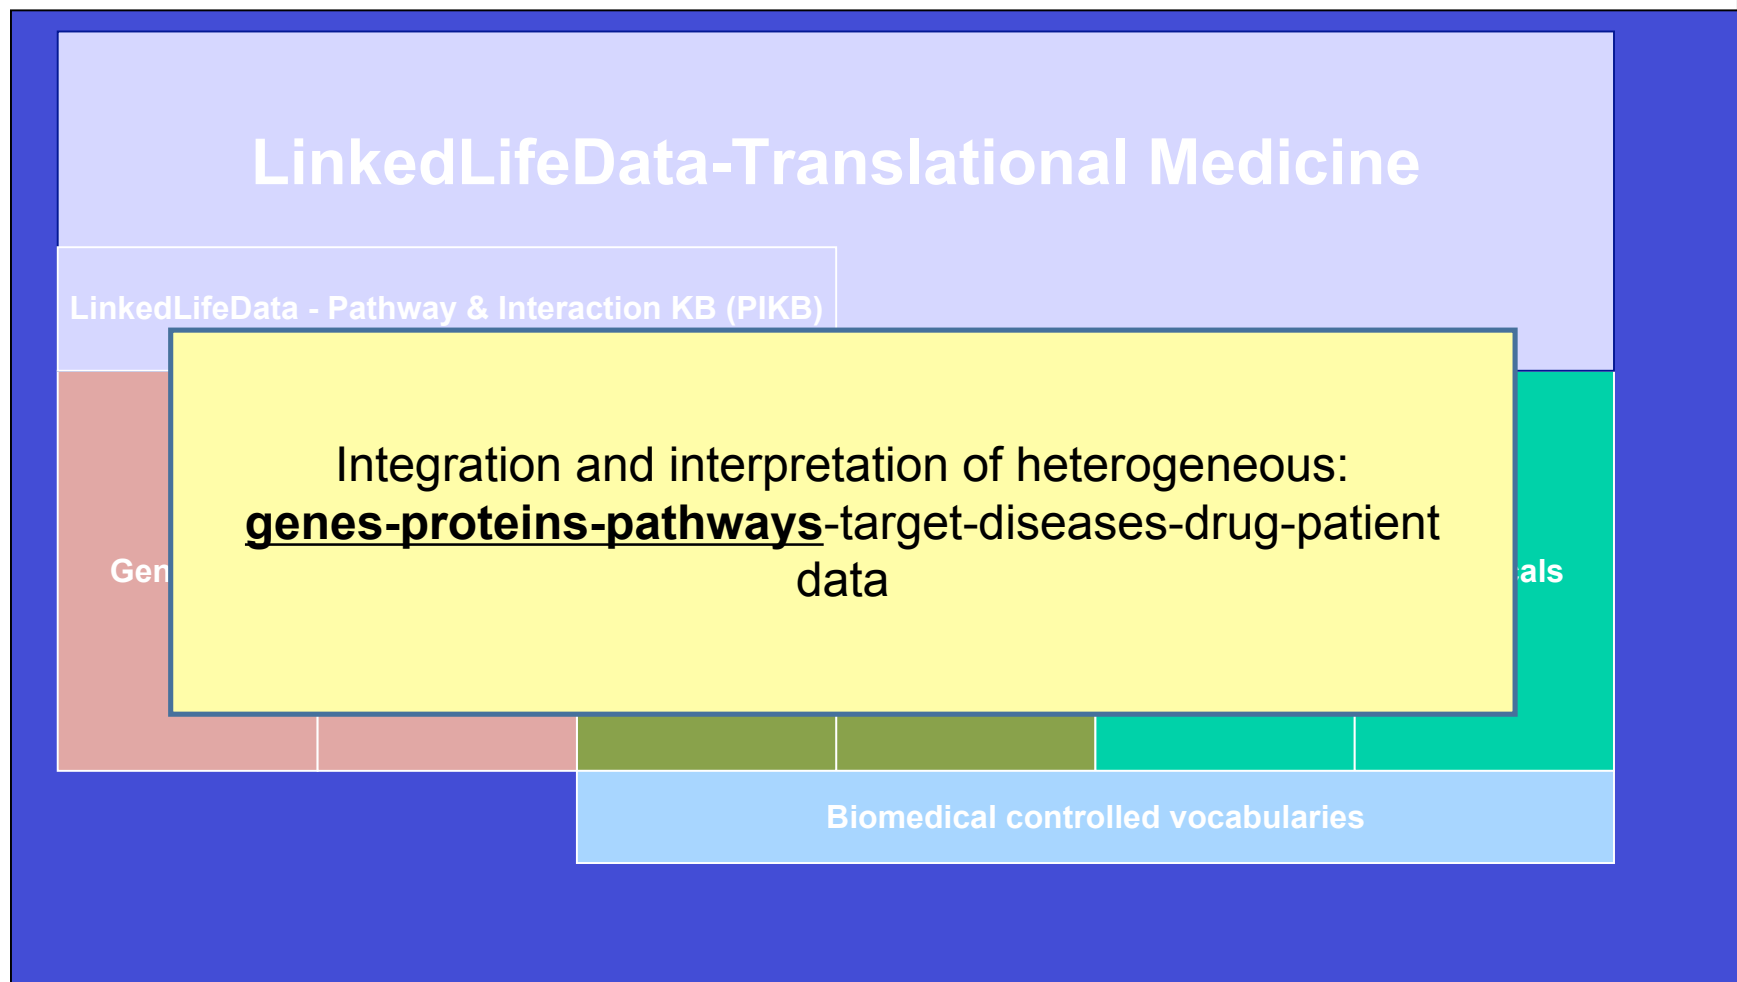 LinkedLifeData-Translational Medicine
LinkedLifeData - Pathway & Interaction KB (PIKB)
Integration and interpretation of heterogeneous:
genes-proteins-pathways-target-diseases-drug-patient
data
Biomedical controlled vocabularies